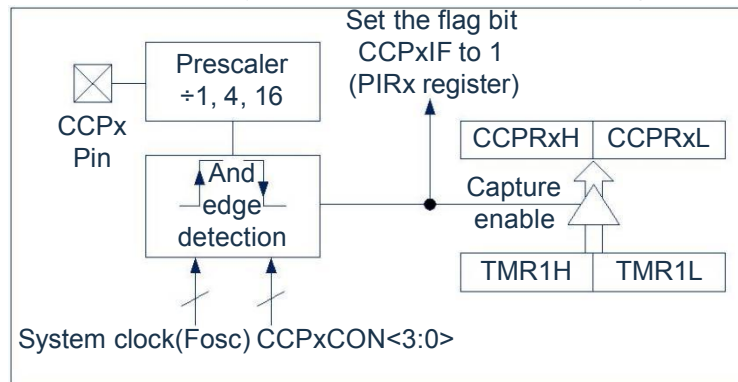 Set the flag bit
CCPxIF to 1
(PIRx register)
Prescaler
÷1, 4, 16
CCPx
Pin
And
edge
detection
CCPRxH CCPRxL
Capture
enable
TMR1H TMR1L
System clock(Fosc) CCPxCON<3:0>